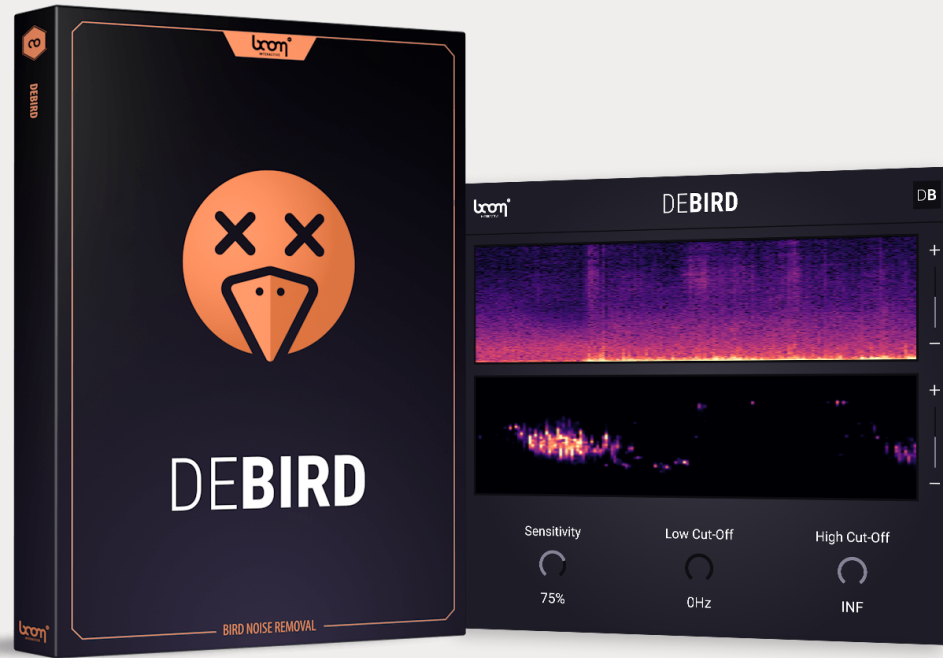 DEBIRD
boom
boom
INTERACTIVE
DEBIRD
BIRD NOISE REMOVAL
boom
DEBIRD
DB
Sensitivity
75%
Low Cut-Off
0Hz
High Cut-Off
INF